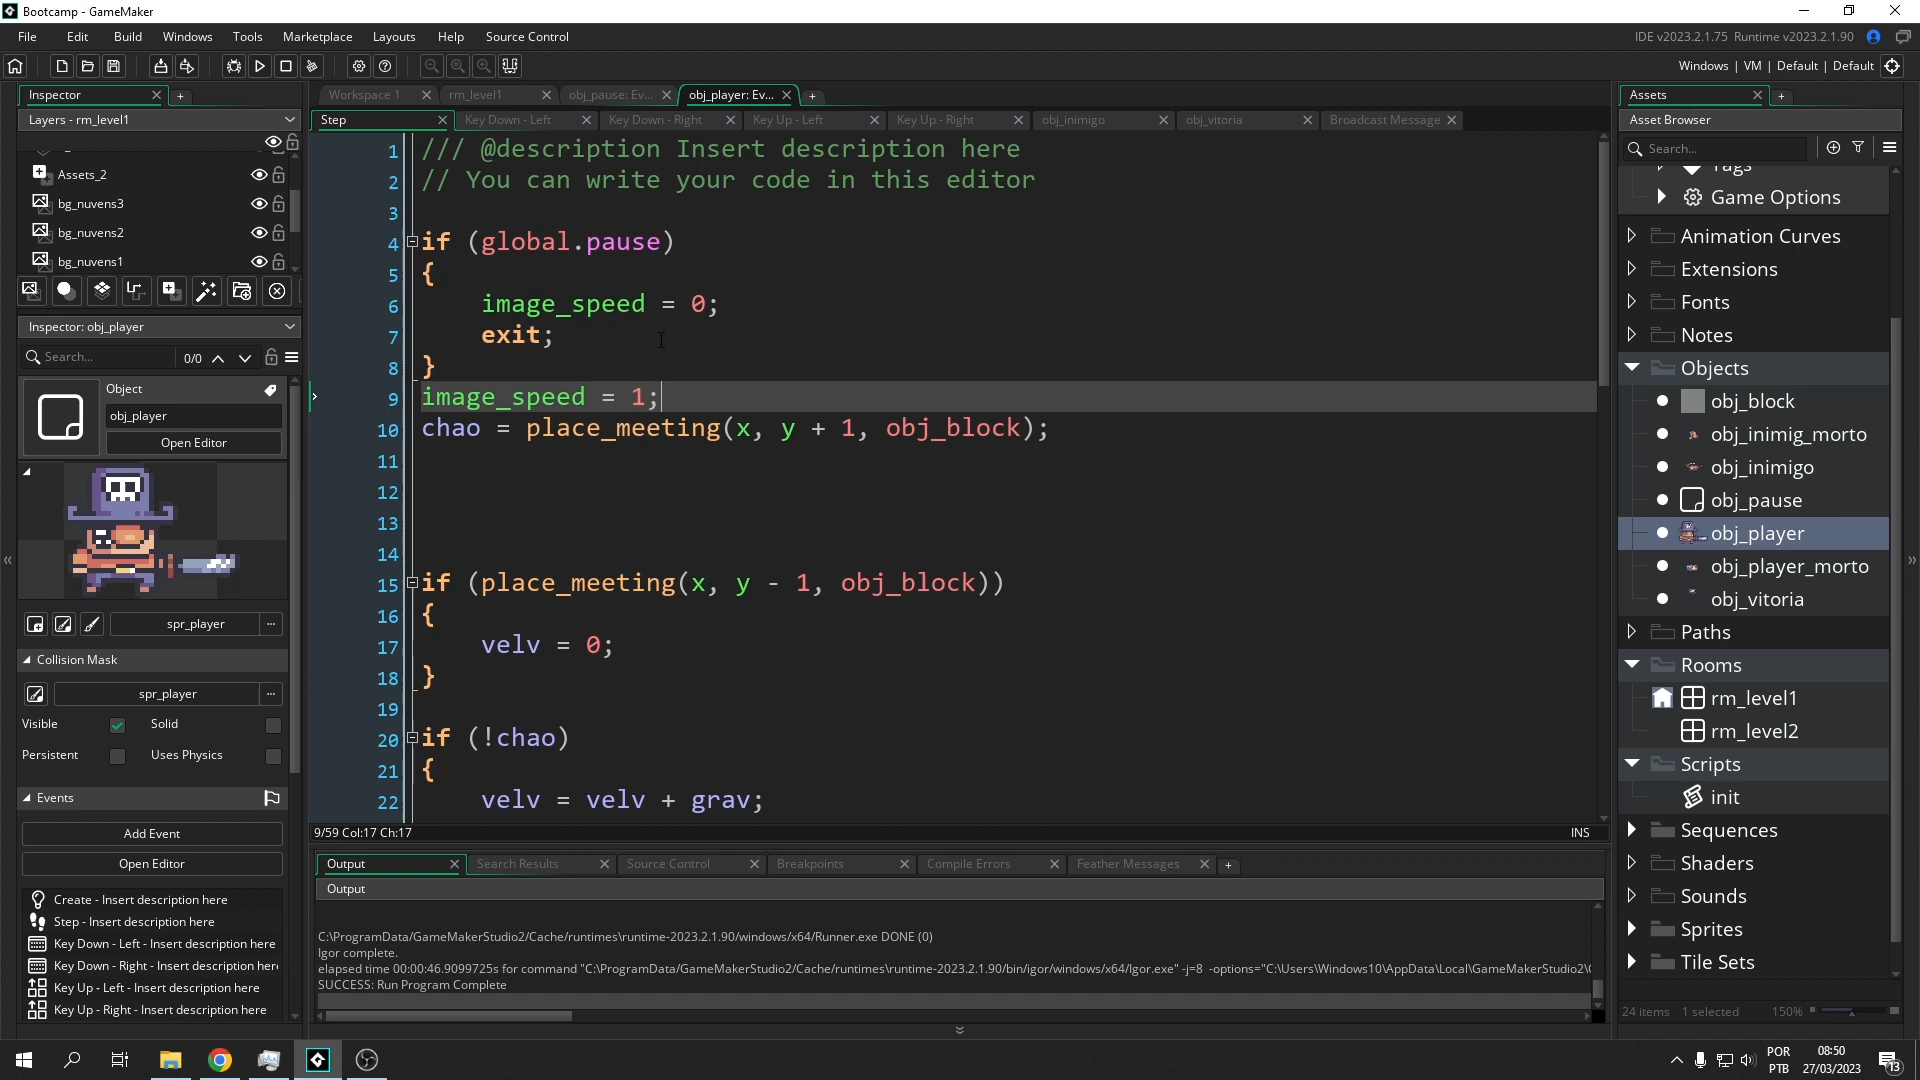 Bootcamp - GameMaker
File Edit Build Windows Tools Marketplace Layouts Help Source Control
IDE v2023.2.1.75 Runtime v2023.2.1.90
Windows | VM | Default | Default
Inspector
Layers - rm_level1
Assets_2
bg_nuvens3
bg_nuvens2
bg_nuvens1
Inspector: obj_player
Search... 0/0
Object
obj_player
Open Editor
spr_player ...
Collision Mask
spr_player ...
Visible Solid
Persistent Uses Physics
Events
Add Event
Open Editor
Create - Insert description here
Step - Insert description here
Key Down - Left - Insert description here
Key Down - Right - Insert description her
Key Up - Left - Insert description here
Key Up - Right - Insert description here
Workspace 1 rm_level1 obj_pause: Ev... obj_player: Ev...
Step Key Down - Left Key Down - Right Key Up - Left Key Up - Right obj_inimigo obj_vitoria Broadcast Message
1 /// @description Insert description here
2 // You can write your code in this editor
3
4 if (global.pause)
5 {
6 image_speed = 0;
7 exit;
8 }
9 image_speed = 1;
10 chao = place_meeting(x, y + 1, obj_block);
11
12
13
14
15 if (place_meeting(x, y - 1, obj_block))
16 {
17 velv = 0;
18 }
19
20 if (!chao)
21 {
22 velv = velv + grav;
9/59 Col:17 Ch:17 INS
Output Search Results Source Control Breakpoints Compile Errors Feather Messages
Output
C:\ProgramData/GameMakerStudio2/Cache/runtimes\runtime-2023.2.1.90/windows/x64/Runner.exe DONE (0)
Igor complete.
elapsed time 00:00:46.9099725s for command "C:\ProgramData/GameMakerStudio2/Cache/runtimes\runtime-2023.2.1.90/bin/igor/windows/x64/Igor.exe" -j=8 -options="C:\Users\Windows10\AppData\Local\GameMakerStudio2\
SUCCESS: Run Program Complete
Assets
Asset Browser
Search...
Tags
Game Options
Animation Curves
Extensions
Fonts
Notes
Objects
obj_block
obj_inimig_morto
obj_inimigo
obj_pause
obj_player
obj_player_morto
obj_vitoria
Paths
Rooms
rm_level1
rm_level2
Scripts
init
Sequences
Shaders
Sounds
Sprites
Tile Sets
24 items 1 selected 150%
POR
PTB
08:50
27/03/2023
13